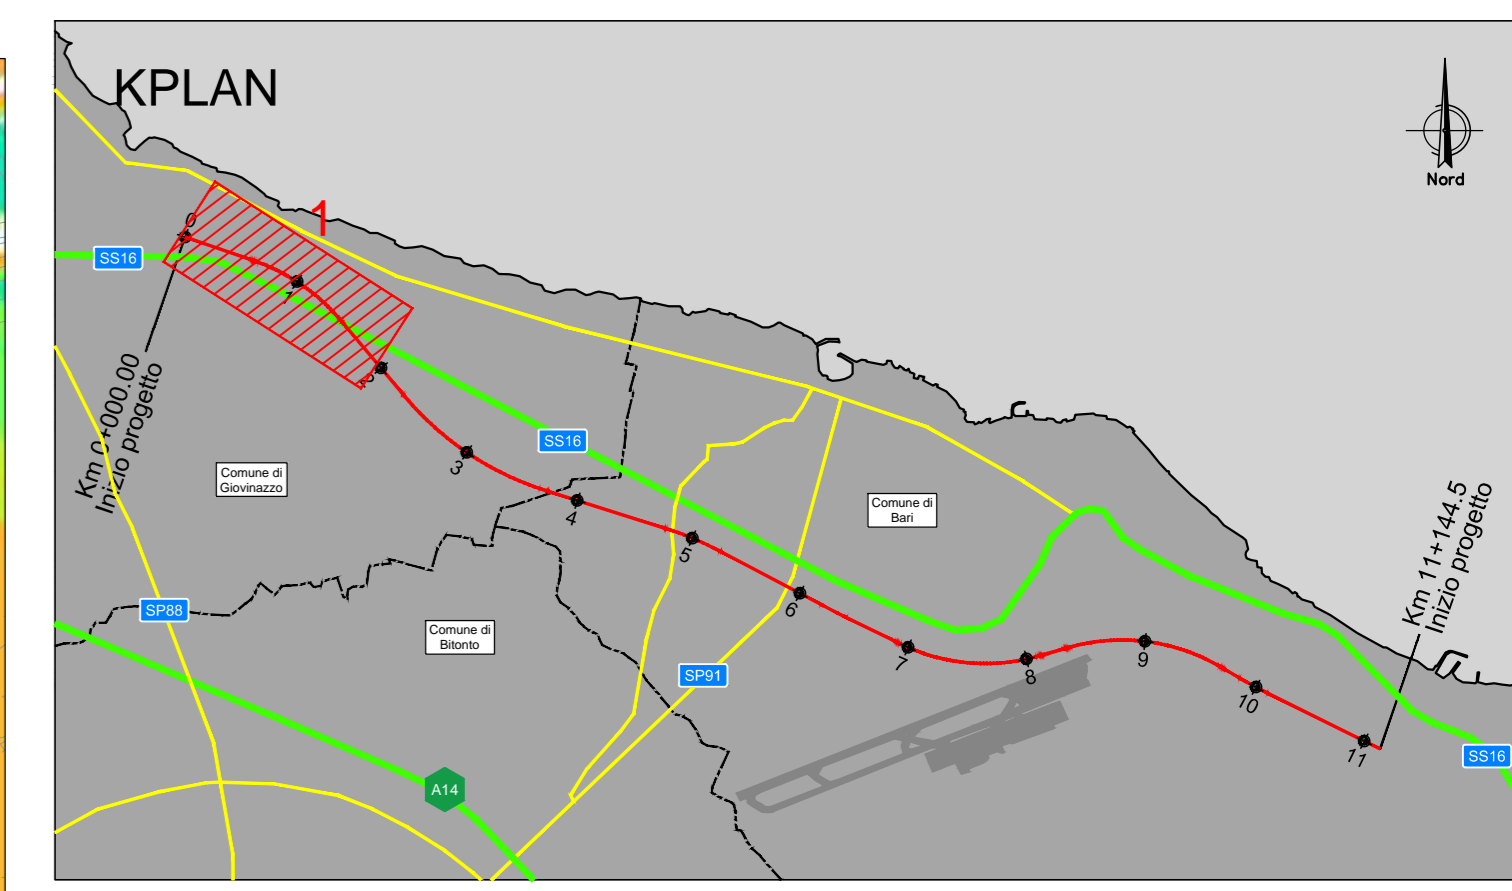 KPLAN
Nord
1
0
1
2
3
4
5
6
7
8
9
10
11
SS16
SS16
SS16
Km 0+000.00
Inizio progetto
Comune di
Giovinazzo
Comune di
Bari
Km 11+144.5
Inizio progetto
SP88
Comune di
Bitonto
SP91
A14